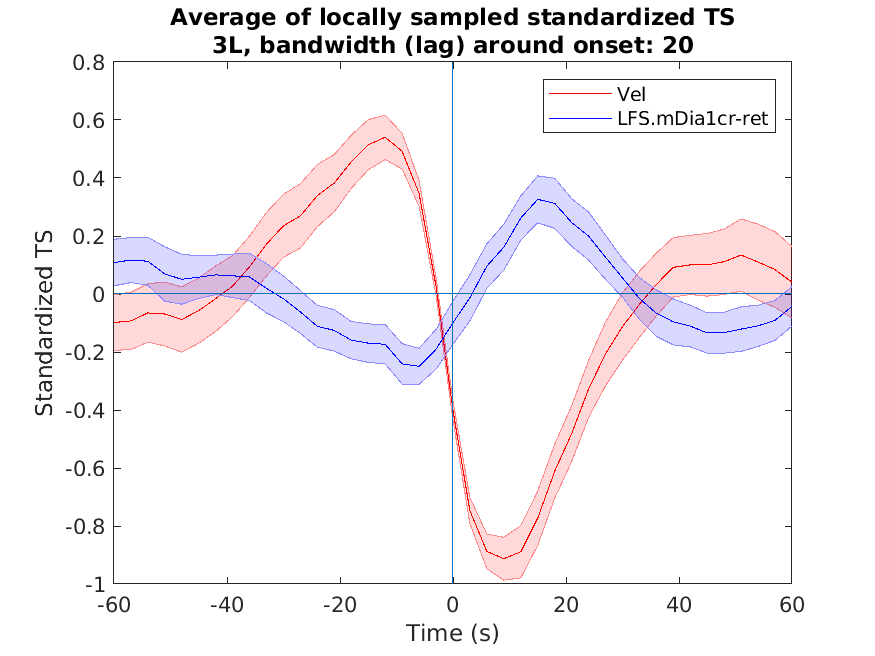 Average of locally sampled standardized TS
3L, bandwidth (lag) around onset: 20
Vel
LFS.mDia1cr-ret
Standardized TS
0.8
0.6
0.4
0.2
0
-0.2
-0.4
-0.6
-0.8
-1
-60
-40
-20
0
20
40
60
Time (s)